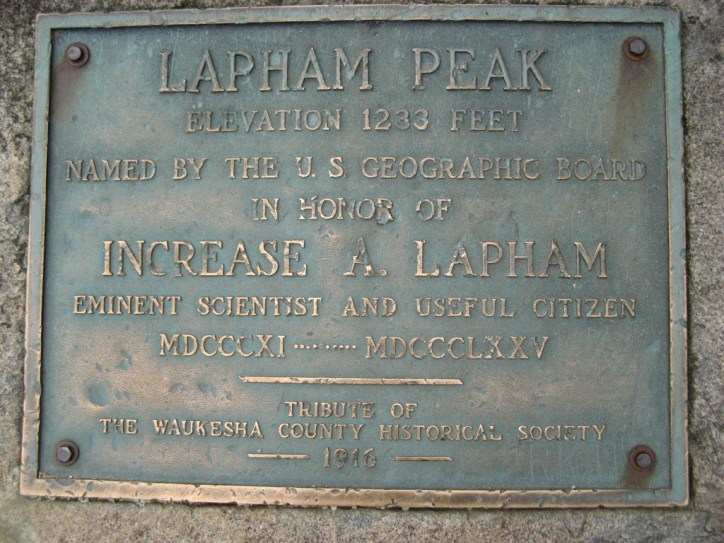 LAPHAM PEAK
ELEVATION 1233 FEET
NAMED BY THE U. S. GEOGRAPHIC BOARD
IN HONOR OF
INCREASE A. LAPHAM
EMINENT SCIENTIST AND USEFUL CITIZEN
MDCCCXI ......... MDCCCLXXV
TRIBUTE OF
THE WAUKESHA COUNTY HISTORICAL SOCIETY
1916